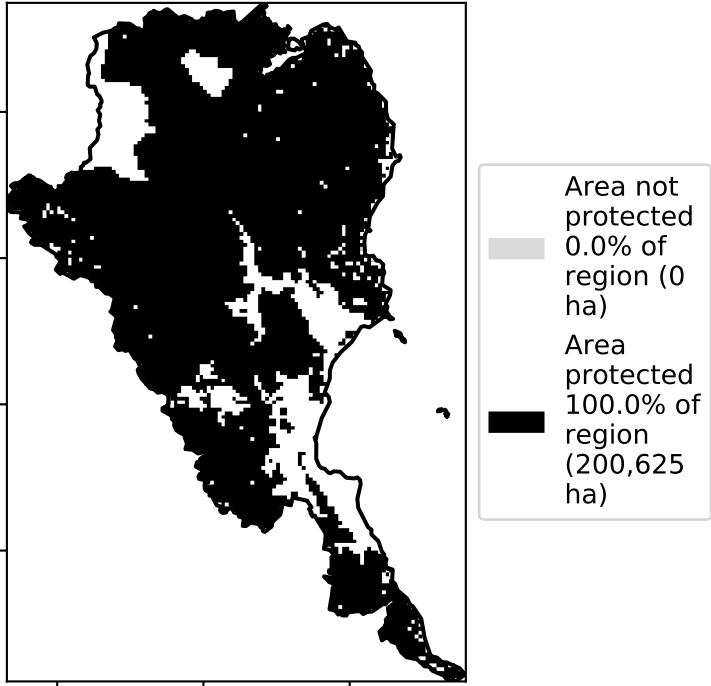 Area not
protected
0.0% of
region (0
ha)
Area
protected
100.0% of
region
(200,625
ha)